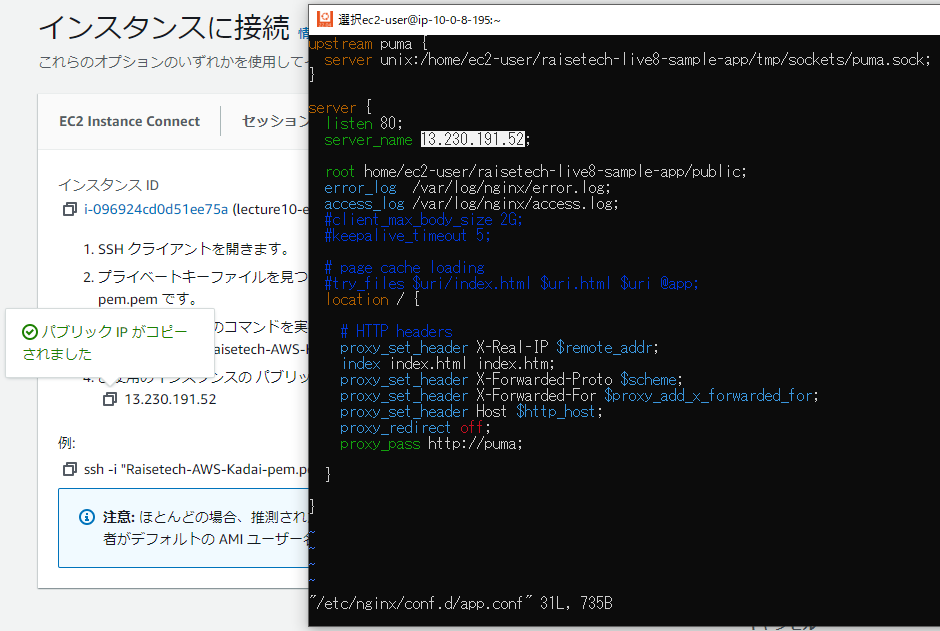 インスタンスに接続 情
これらのオプションのいずれかを使用して
EC2 Instance Connect
セッション
インスタンス ID
i-096924cd0d51ee75a (lecture10-e
1. SSH クライアントを開きます。
2. プライベートキーファイルを見つ
pem.pem です。
のコマンドを実
aisetech-AWS-K
パブリック IP がコピー
されました
4. ご使用のインスタンスの パブリッ
13.230.191.52
例:
ssh -i "Raisetech-AWS-Kadai-pem.p
注意: ほとんどの場合、推測され
者がデフォルトの AMI ユーザー名
選択ec2-user@ip-10-0-8-195:~
upstream puma {
server unix:/home/ec2-user/raisetech-live8-sample-app/tmp/sockets/puma.sock;
}
server {
listen 80;
server_name 13.230.191.52;
root home/ec2-user/raisetech-live8-sample-app/public;
error_log /var/log/nginx/error.log;
access_log /var/log/nginx/access.log;
#client_max_body_size 2G;
#keepalive_timeout 5;
# page cache loading
#try_files $uri/index.html $uri.html $uri @app;
location / {
# HTTP headers
proxy_set_header X-Real-IP $remote_addr;
index index.html index.htm;
proxy_set_header X-Forwarded-Proto $scheme;
proxy_set_header X-Forwarded-For $proxy_add_x_forwarded_for;
proxy_set_header Host $http_host;
proxy_redirect off;
proxy_pass http://puma;
}
}
~
~
~
~
"/etc/nginx/conf.d/app.conf" 31L, 735B